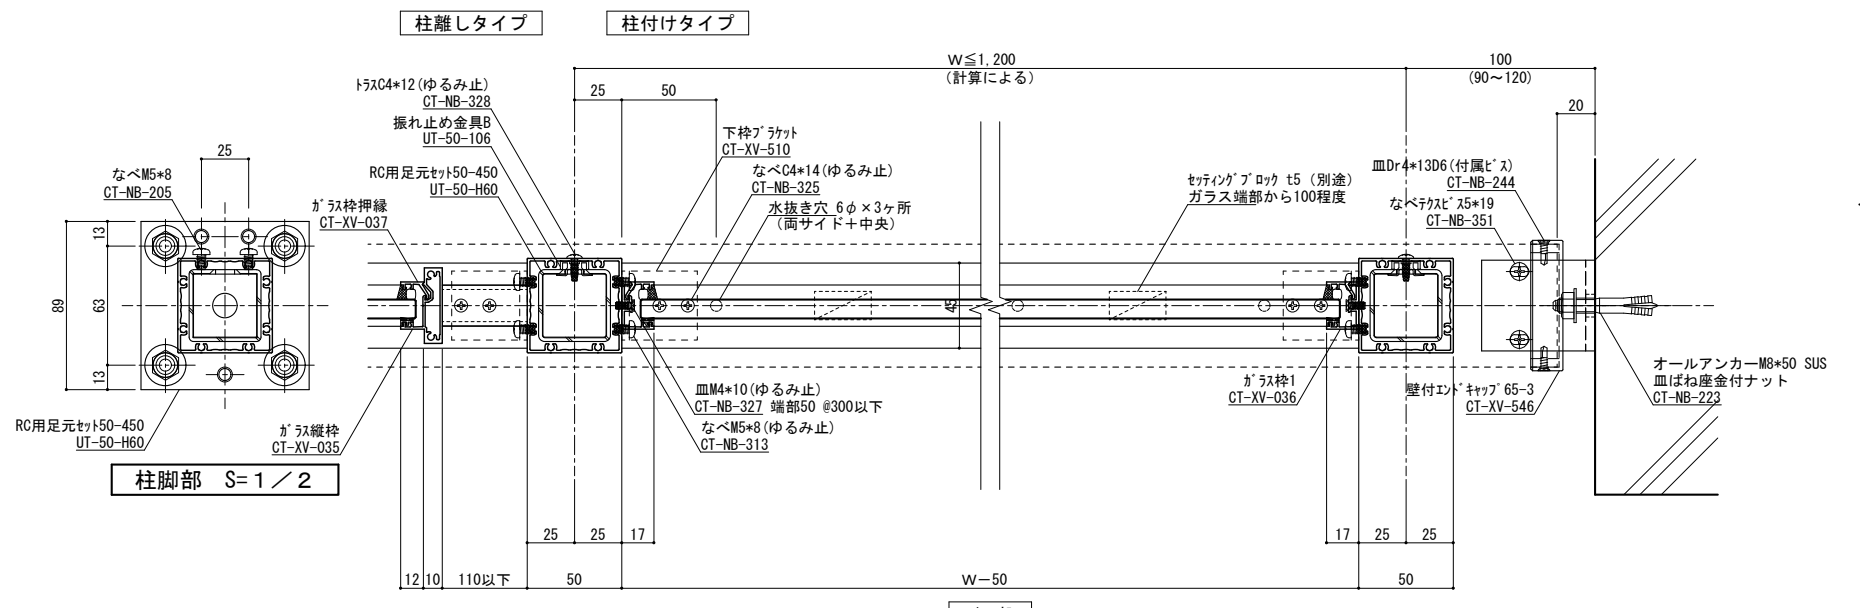 柱離しタイプ
柱付けタイプ
W≦1,200
(計算による)
100
(90～120)
25
50
20
トラスC4*12(ゆるみ止)
CT-NB-328
振れ止め金具B
UT-50-106
RC用足元セット50-450
UT-50-H60
ガラス枠押縁
CT-XV-037
下枠ブラケット
CT-XV-510
なべC4*14(ゆるみ止)
CT-NB-325
水抜き穴 6φ×3ヶ所
(両サイド＋中央)
セッティングブロック t5 (別途)
ガラス端部から100程度
皿Dr4*13D6(付属ビス)
CT-NB-244
なべテクスビス5*19
CT-NB-351
25
なべM5*8
CT-NB-205
13
63
89
13
45
RC用足元セット50-450
UT-50-H60
柱脚部 S=1／2
ガラス縦枠
CT-XV-035
皿M4*10(ゆるみ止)
CT-NB-327 端部50 @300以下
なべM5*8(ゆるみ止)
CT-NB-313
ガラス枠1
CT-XV-036
壁付エンドキャップ65-3
CT-XV-546
オールアンカーM8*50 SUS
皿ばね座金付ナット
CT-NB-223
25
25
17
17
25
25
12
10
110以下
50
W－50
50